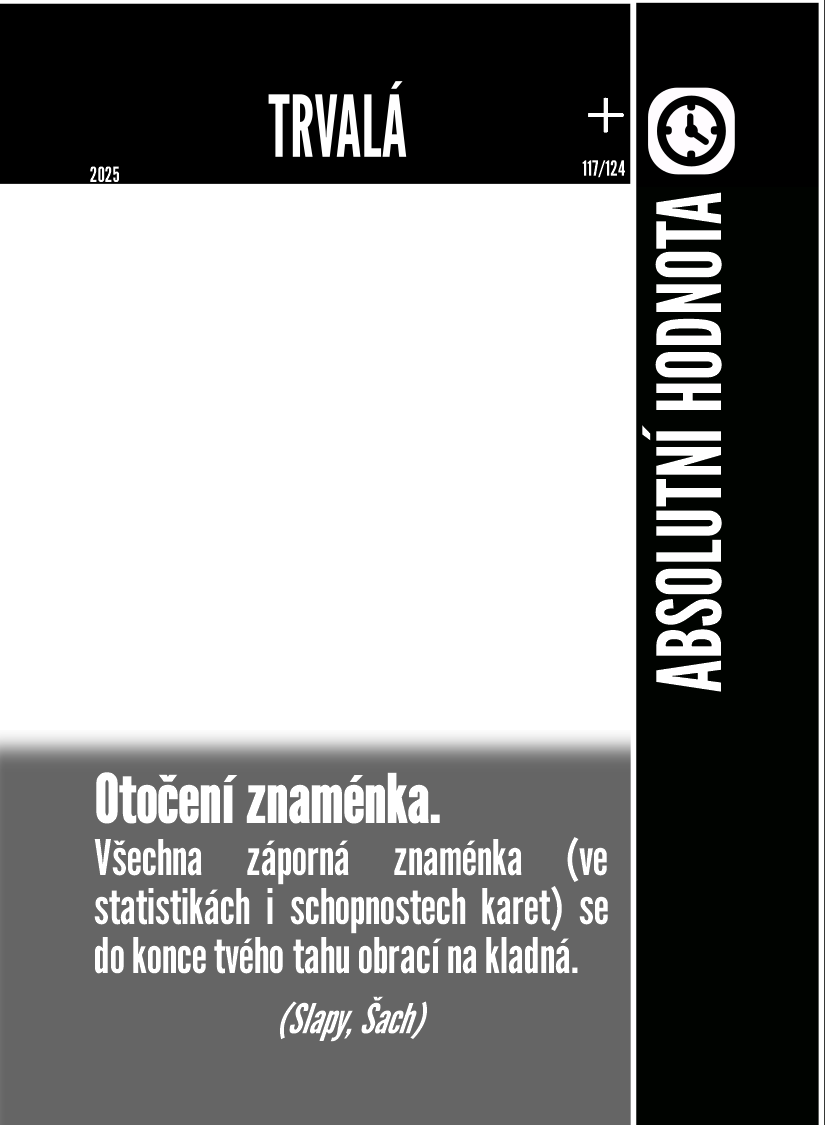 TRVALÁ
2025
117/124
ABSOLUTNÍ HODNOTA
Otočení znaménka.
Všechna záporná znaménka (ve
statistikách i schopnostech karet) se
do konce tvého tahu obrací na kladná.
(Slapy, Šach)